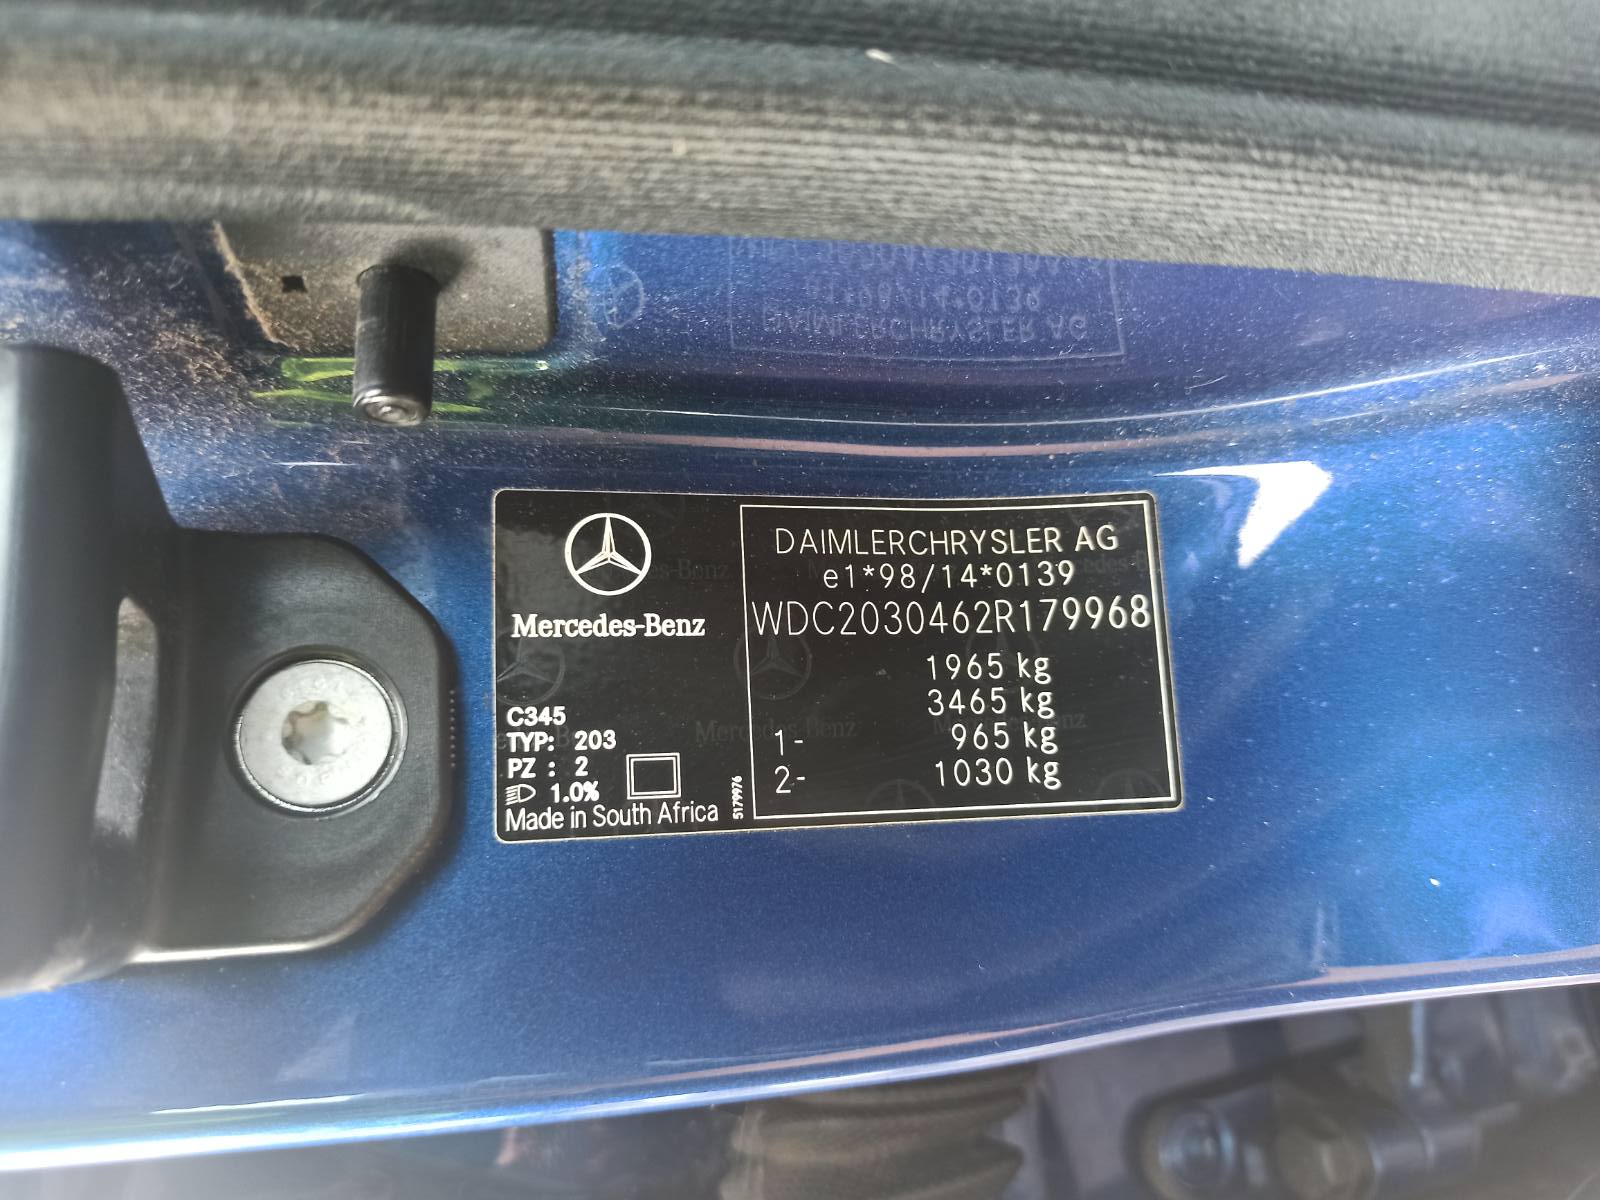 Mercedes-Benz
C345
TYP: 203
PZ : 2
1.0%
Made in South Africa
5179976
DAIMLERCHRYSLER AG
e1*98/14*0139
WDC2030462R179968
1965 kg
3465 kg
1- 965 kg
2- 1030 kg